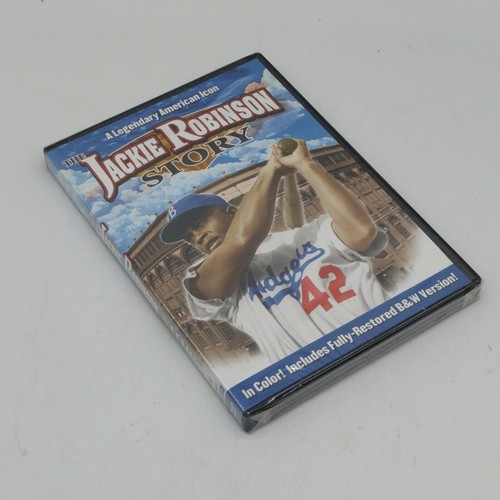 A Legendary American Icon
THE
JACKIE ROBINSON
STORY
B
Dodgers
42
In Color! Includes Fully-Restored B&W Version!